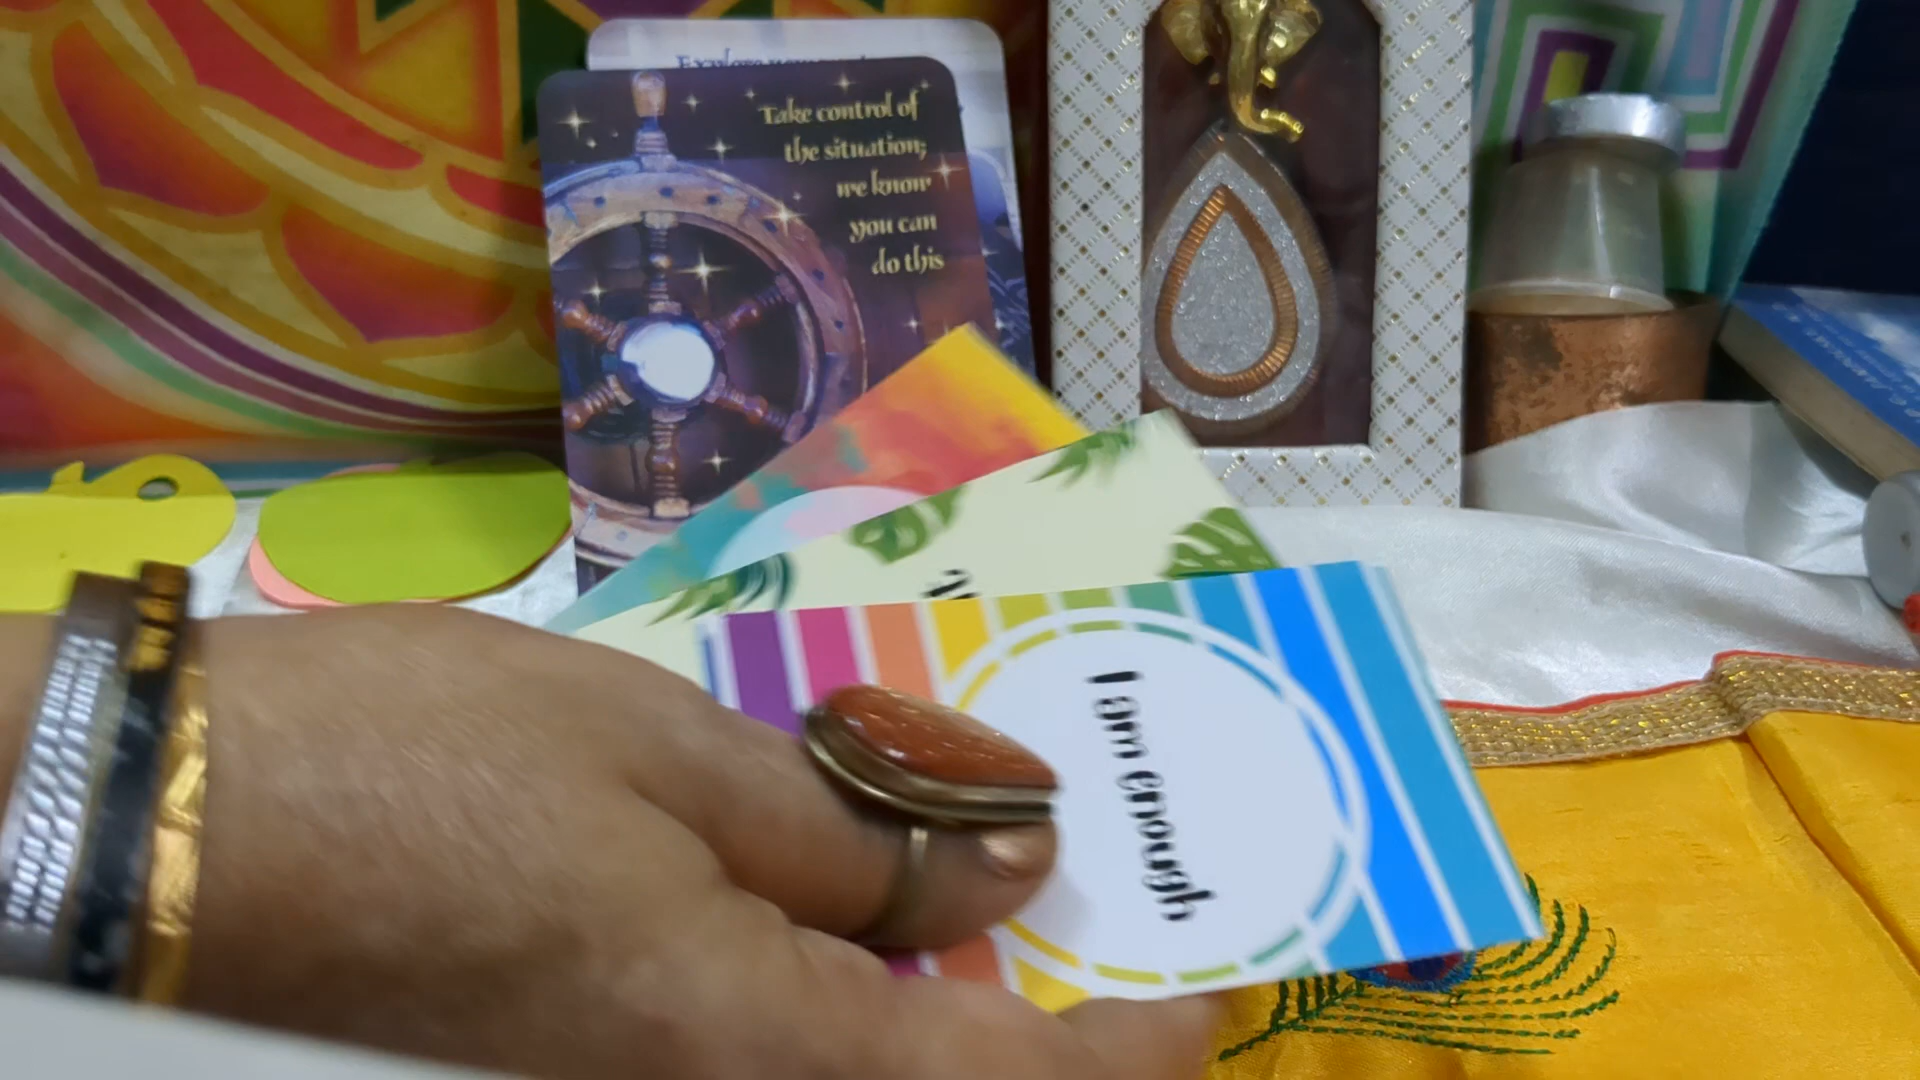 Take control of
the situation;
we know
you can
do this
I am enough